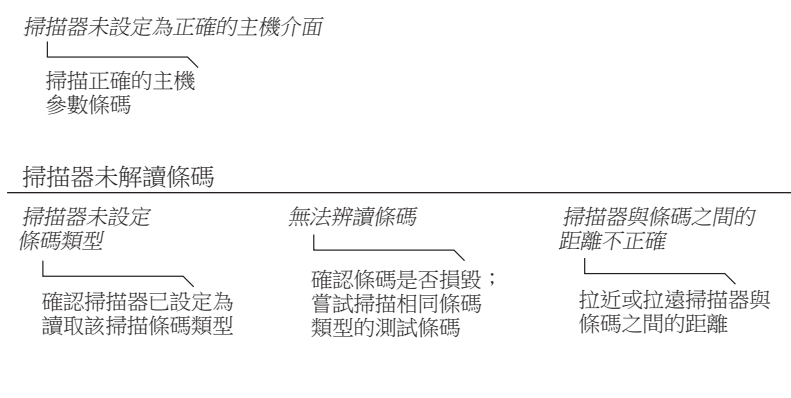 掃描器未設定為正確的主機介面
掃描正確的主機
參數條碼
掃描器未解讀條碼
掃描器未設定
條碼類型
確認掃描器已設定為
讀取該掃描條碼類型
無法辨讀條碼
確認條碼是否損毀；
嘗試掃描相同條碼
類型的測試條碼
掃描器與條碼之間的
距離不正確
拉近或拉遠掃描器與
條碼之間的距離